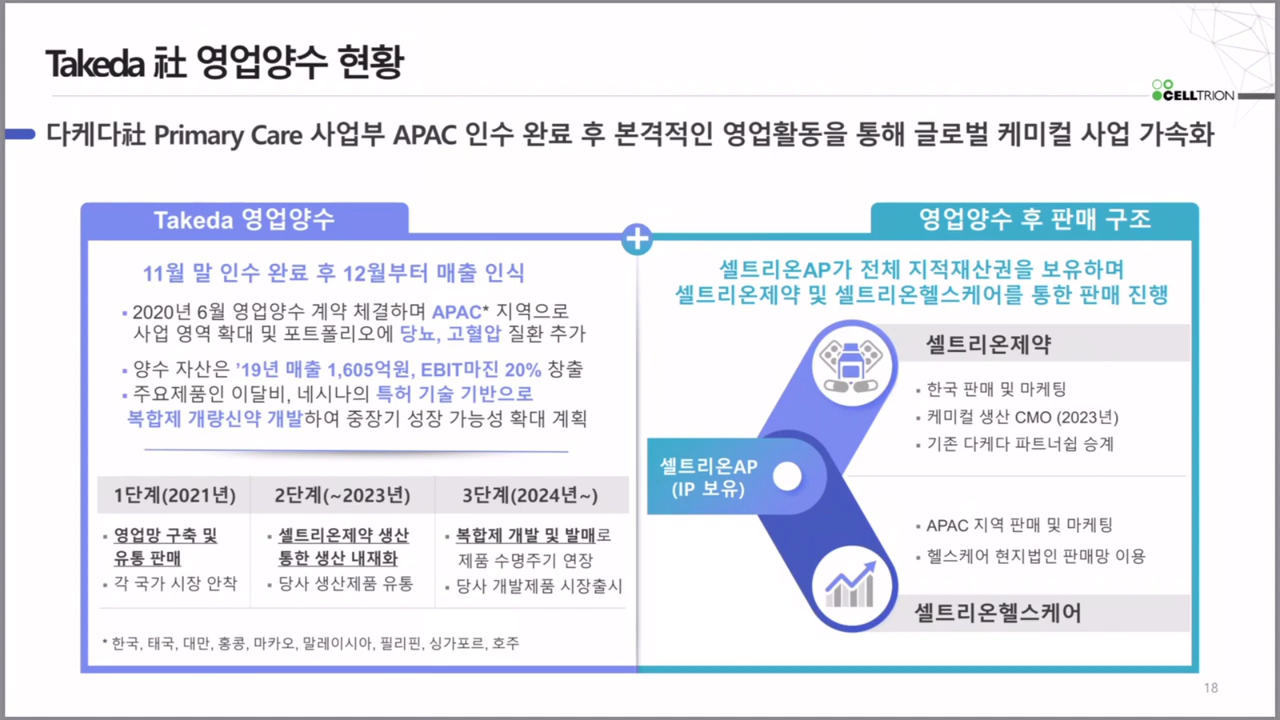 Takeda 社 영업양수 현황
CELLTRION
다케다社 Primary Care 사업부 APAC 인수 완료 후 본격적인 영업활동을 통해 글로벌 케미컬 사업 가속화
Takeda 영업양수
11월 말 인수 완료 후 12월부터 매출 인식
▪ 2020년 6월 영업양수 계약 체결하며 APAC* 지역으로
사업 영역 확대 및 포트폴리오에 당뇨, 고혈압 질환 추가
▪ 양수 자산은 ’19년 매출 1,605억원, EBIT마진 20% 창출
▪ 주요제품인 이달비, 네시나의 특허 기술 기반으로
복합제 개량신약 개발하여 중장기 성장 가능성 확대 계획
1단계(2021년)
▪ 영업망 구축 및
유통 판매
▪ 각 국가 시장 안착
2단계(~2023년)
▪ 셀트리온제약 생산
통한 생산 내재화
▪ 당사 생산제품 유통
3단계(2024년~)
▪ 복합제 개발 및 발매로
제품 수명주기 연장
▪ 당사 개발제품 시장출시
* 한국, 태국, 대만, 홍콩, 마카오, 말레이시아, 필리핀, 싱가포르, 호주
영업양수 후 판매 구조
셀트리온AP가 전체 지적재산권을 보유하며
셀트리온제약 및 셀트리온헬스케어를 통한 판매 진행
셀트리온AP
(IP 보유)
셀트리온제약
▪ 한국 판매 및 마케팅
▪ 케미컬 생산 CMO (2023년)
▪ 기존 다케다 파트너쉽 승계
▪ APAC 지역 판매 및 마케팅
▪ 헬스케어 현지법인 판매망 이용
셀트리온헬스케어
18